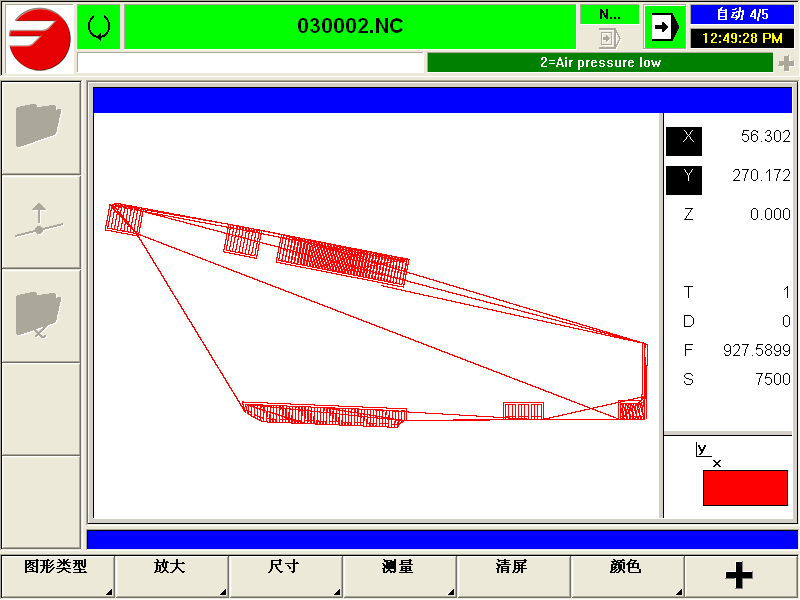 030002.NC
N...
自动 4/5
12:49:28 PM
2=Air pressure low
X 56.302
Y 270.172
Z 0.000
T 1
D 0
F 927.5899
S 7500
y
x
图形类型 放大 尺寸 测量 清屏 颜色